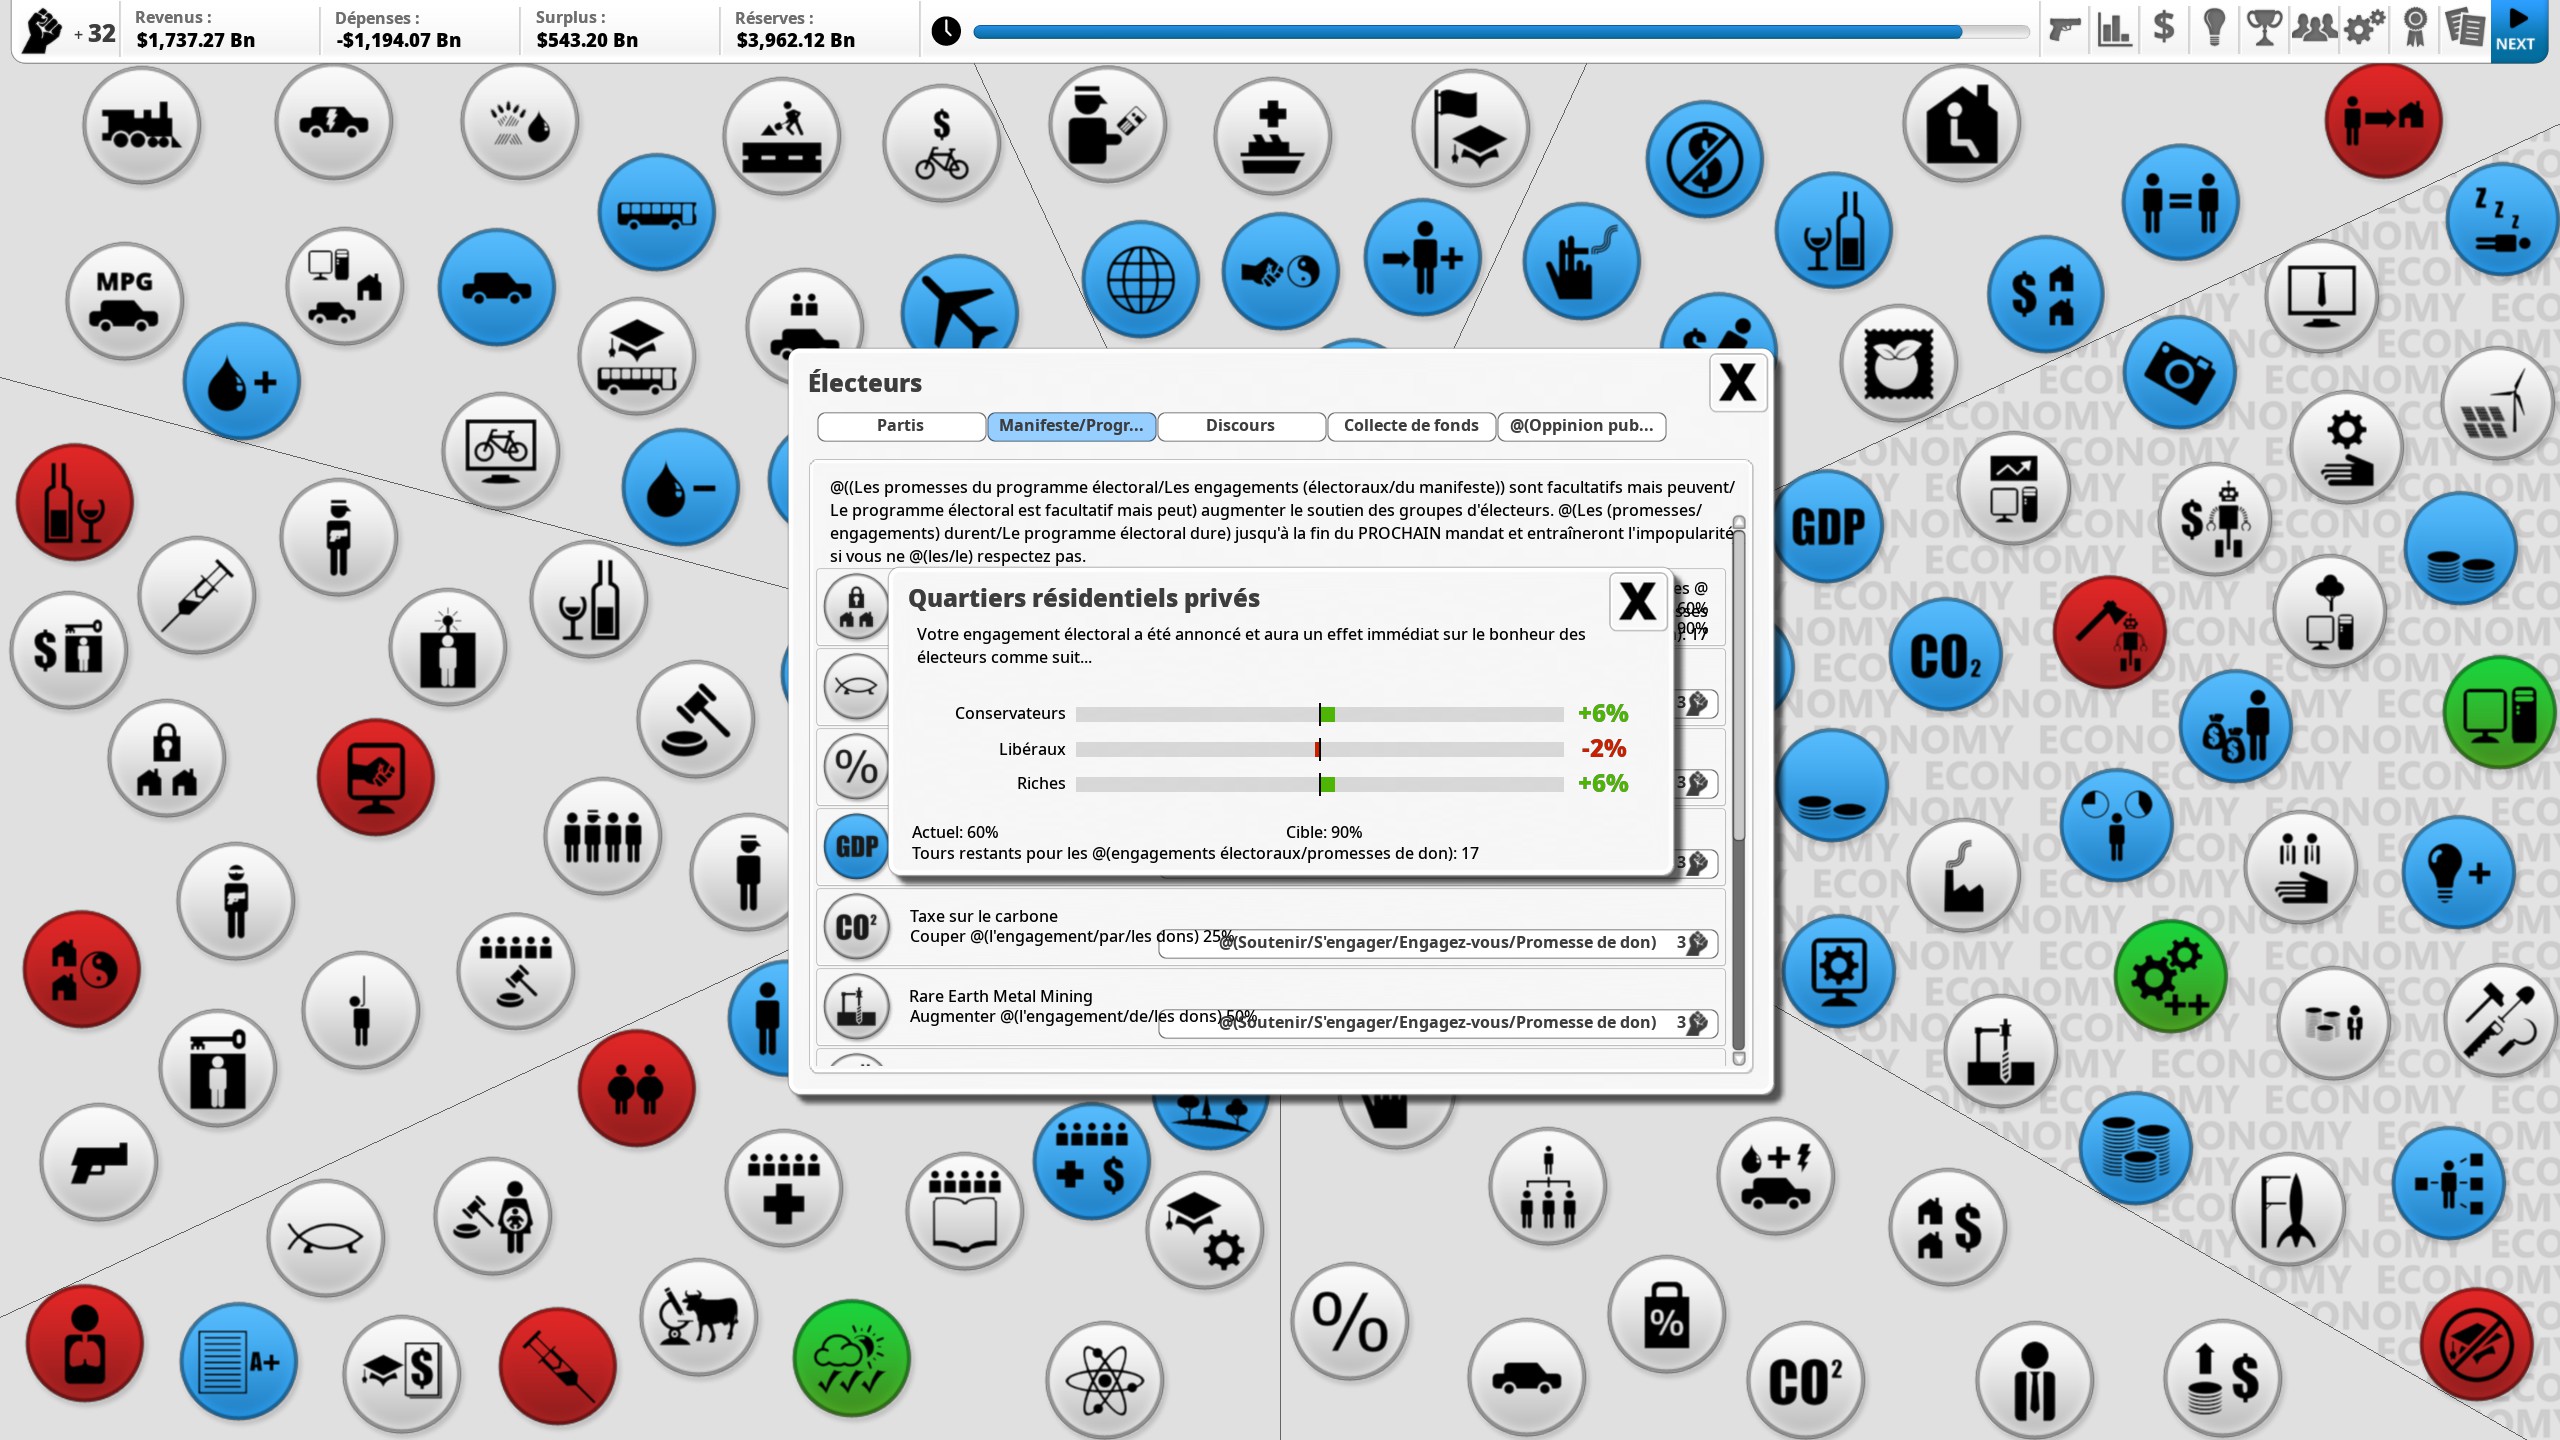 + 32
Revenus :
$1,737.27 Bn
Dépenses :
-$1,194.07 Bn
Surplus :
$543.20 Bn
Réserves :
$3,962.12 Bn
NEXT
MPG
Électeurs
X
Partis
Manifeste/Progr...
Discours
Collecte de fonds
@(Oppinion pub...
@((Les promesses du programme électoral/Les engagements (électoraux/du manifeste)) sont facultatifs mais peuvent/
Le programme électoral est facultatif mais peut) augmenter le soutien des groupes d'électeurs. @(Les (promesses/
engagements) durent/Le programme électoral dure) jusqu'à la fin du PROCHAIN mandat et entraîneront l'impopularité
si vous ne @(les/le) respectez pas.
Quartiers résidentiels privés
X
Votre engagement électoral a été annoncé et aura un effet immédiat sur le bonheur des
électeurs comme suit...
Conservateurs +6%
Libéraux -2%
Riches +6%
Actuel: 60% Cible: 90%
Tours restants pour les @(engagements électoraux/promesses de don): 17
es @
60%
90%
): 17
3
%
3
GDP
3
CO²
Taxe sur le carbone
Couper @(l'engagement/par/les dons) 25%
@(Soutenir/S'engager/Engagez-vous/Promesse de don) 3
Rare Earth Metal Mining
Augmenter @(l'engagement/de/les dons) 50%
@(Soutenir/S'engager/Engagez-vous/Promesse de don) 3
GDP
CO₂
A+
%
%
CO²
ECONOMY